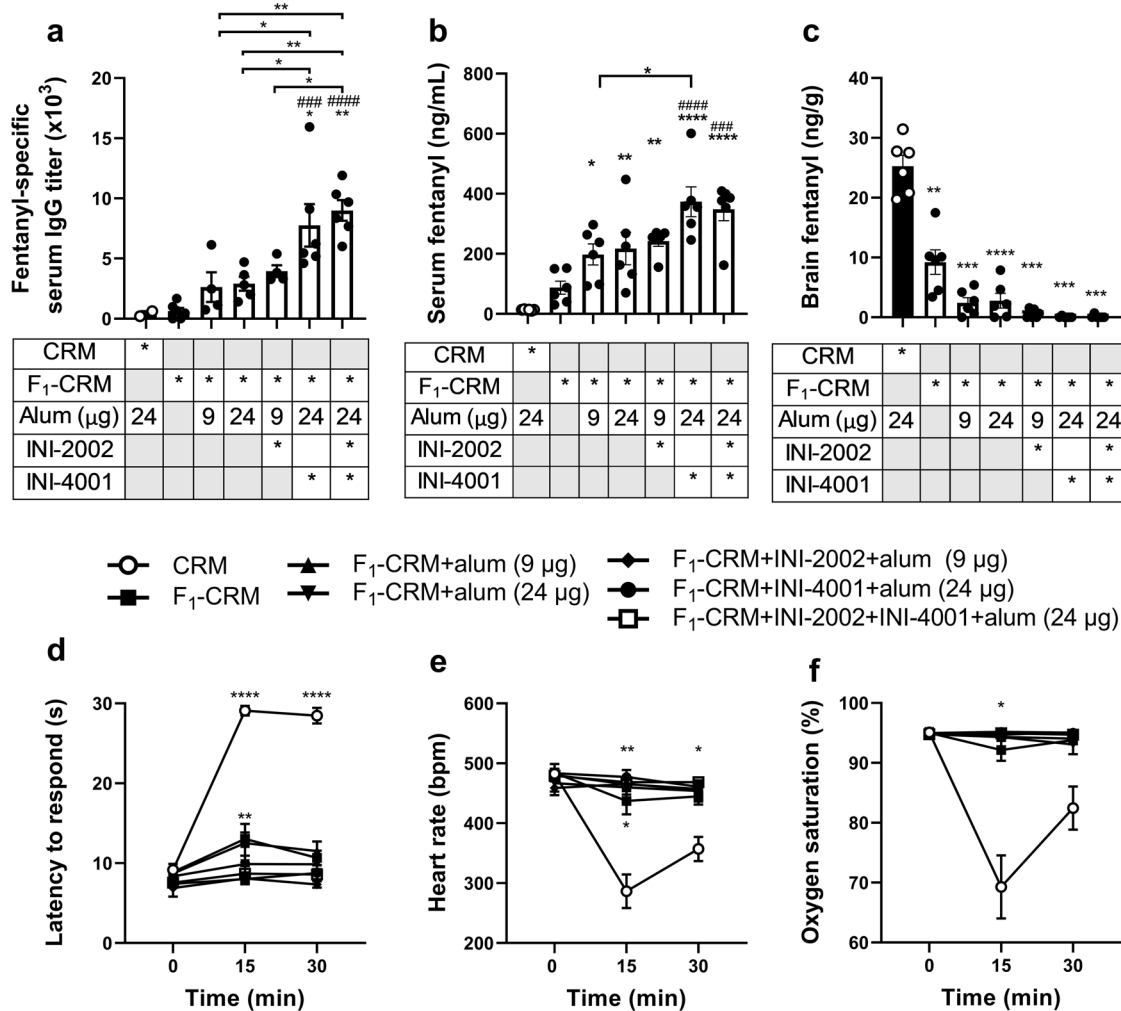 a
b
c
**
*
**
*
*
*
###
*
####
**
Fentanyl-specific
serum IgG titer (x10³)
20
15
10
5
0
Serum fentanyl (ng/mL)
800
600
400
200
0
*
**
**
####
****
###
****
Brain fentanyl (ng/g)
40
30
20
10
0
**
***
****
***
***
***
CRM *
F₁-CRM * * * * * *
Alum (µg) 24 9 24 9 24 24
INI-2002 * *
INI-4001 * *
CRM *
F₁-CRM * * * * * *
Alum (µg) 24 9 24 9 24 24
INI-2002 * *
INI-4001 * *
CRM *
F₁-CRM * * * * * *
Alum (µg) 24 9 24 9 24 24
INI-2002 * *
INI-4001 * *
CRM
F₁-CRM
F₁-CRM+alum (9 µg)
F₁-CRM+alum (24 µg)
F₁-CRM+INI-2002+alum (9 µg)
F₁-CRM+INI-4001+alum (24 µg)
F₁-CRM+INI-2002+INI-4001+alum (24 µg)
d
Latency to respond (s)
30
20
10
0
**** ****
**
0 15 30
Time (min)
e
Heart rate (bpm)
600
500
400
300
200
** *
*
0 15 30
Time (min)
f
Oxygen saturation (%)
100
90
80
70
60
*
0 15 30
Time (min)